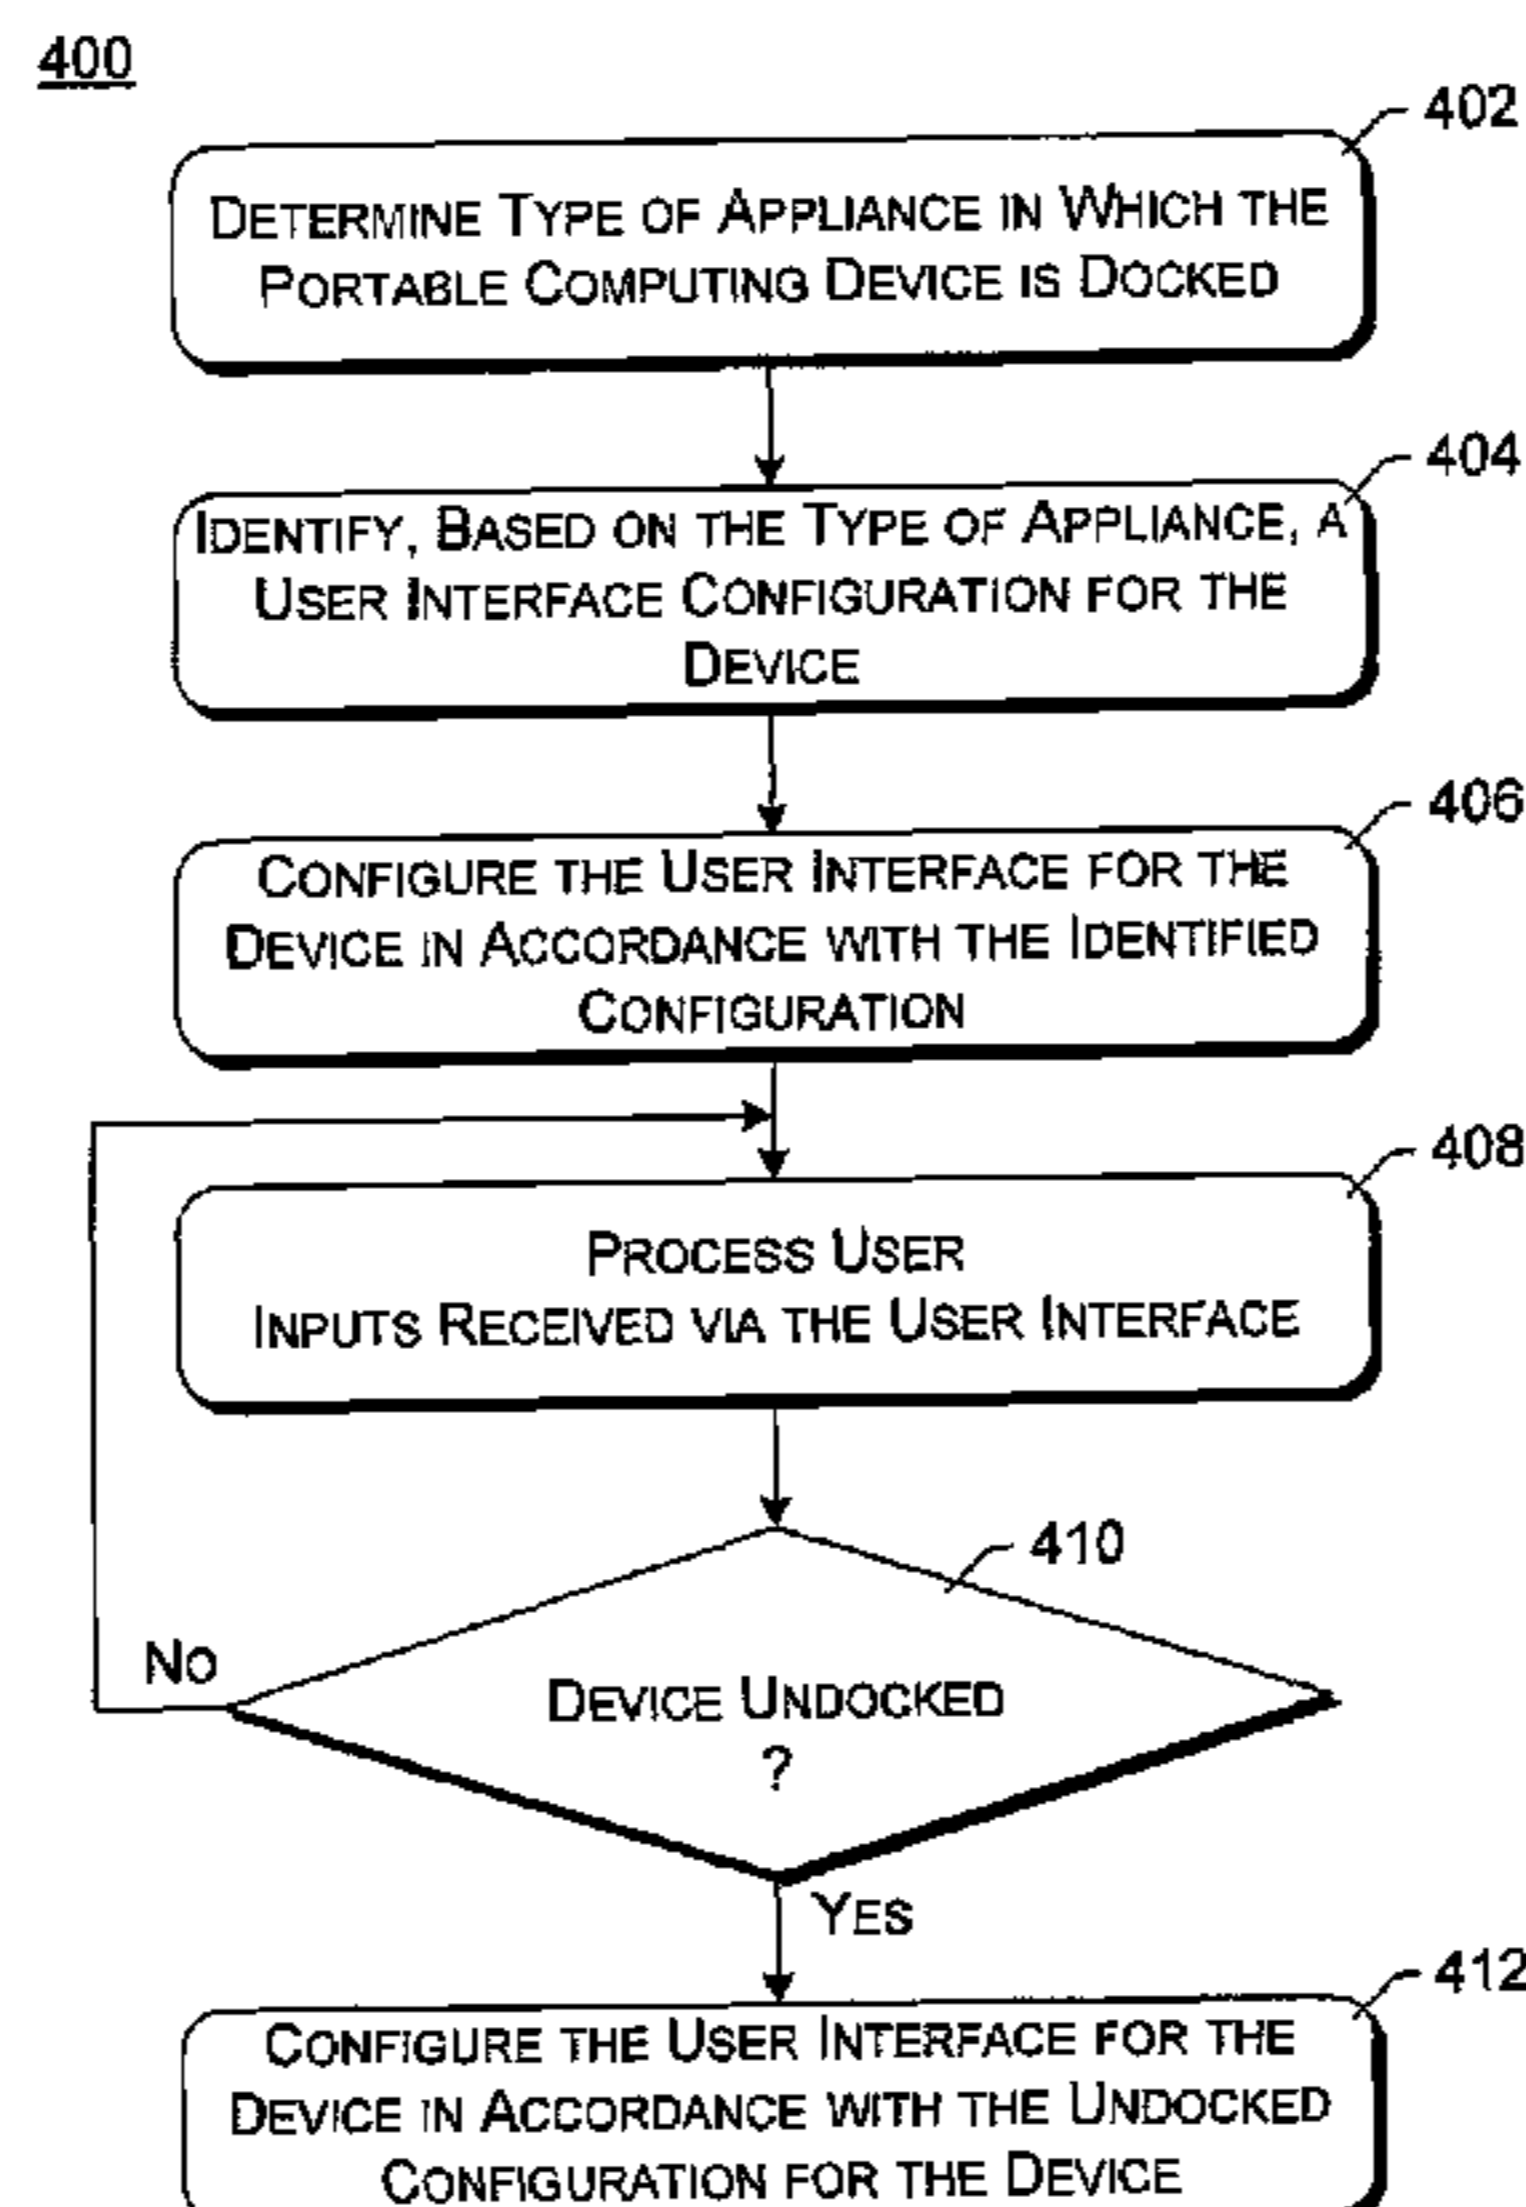 400
402
DETERMINE TYPE OF APPLIANCE IN WHICH THE
PORTABLE COMPUTING DEVICE IS DOCKED
404
IDENTIFY, BASED ON THE TYPE OF APPLIANCE, A
USER INTERFACE CONFIGURATION FOR THE
DEVICE
406
CONFIGURE THE USER INTERFACE FOR THE
DEVICE IN ACCORDANCE WITH THE IDENTIFIED
CONFIGURATION
408
PROCESS USER
INPUTS RECEIVED VIA THE USER INTERFACE
410
NO
DEVICE UNDOCKED
?
YES
412
CONFIGURE THE USER INTERFACE FOR THE
DEVICE IN ACCORDANCE WITH THE UNDOCKED
CONFIGURATION FOR THE DEVICE